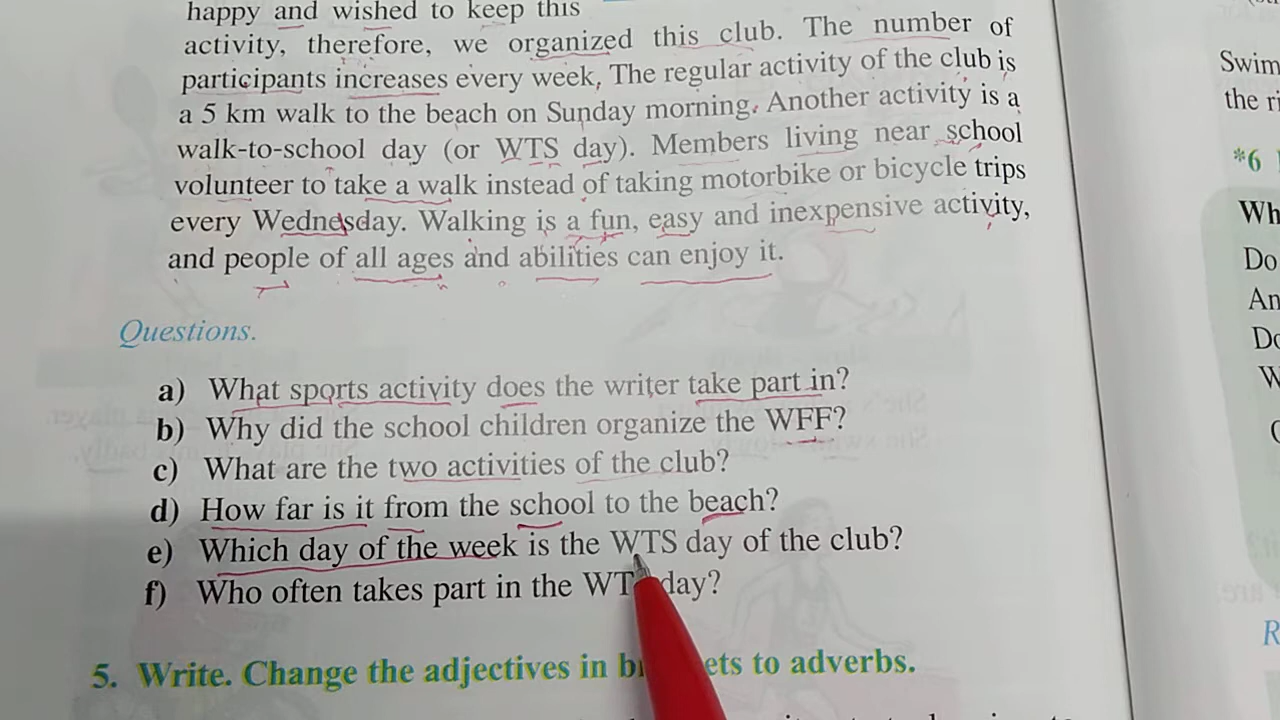 happy and wished to keep this
activity, therefore, we organized this club. The number of
participants increases every week, The regular activity of the club is
a 5 km walk to the beach on Sunday morning. Another activity is a
walk-to-school day (or WTS day). Members living near school
volunteer to take a walk instead of taking motorbike or bicycle trips
every Wednesday. Walking is a fun, easy and inexpensive activity,
and people of all ages and abilities can enjoy it.
Questions.
a) What sports activity does the writer take part in?
b) Why did the school children organize the WFF?
c) What are the two activities of the club?
d) How far is it from the school to the beach?
e) Which day of the week is the WTS day of the club?
f) Who often takes part in the WT day?
5. Write. Change the adjectives in to adverbs.
Swim
the ri
*6
Wh
Do
An
Do
W
R